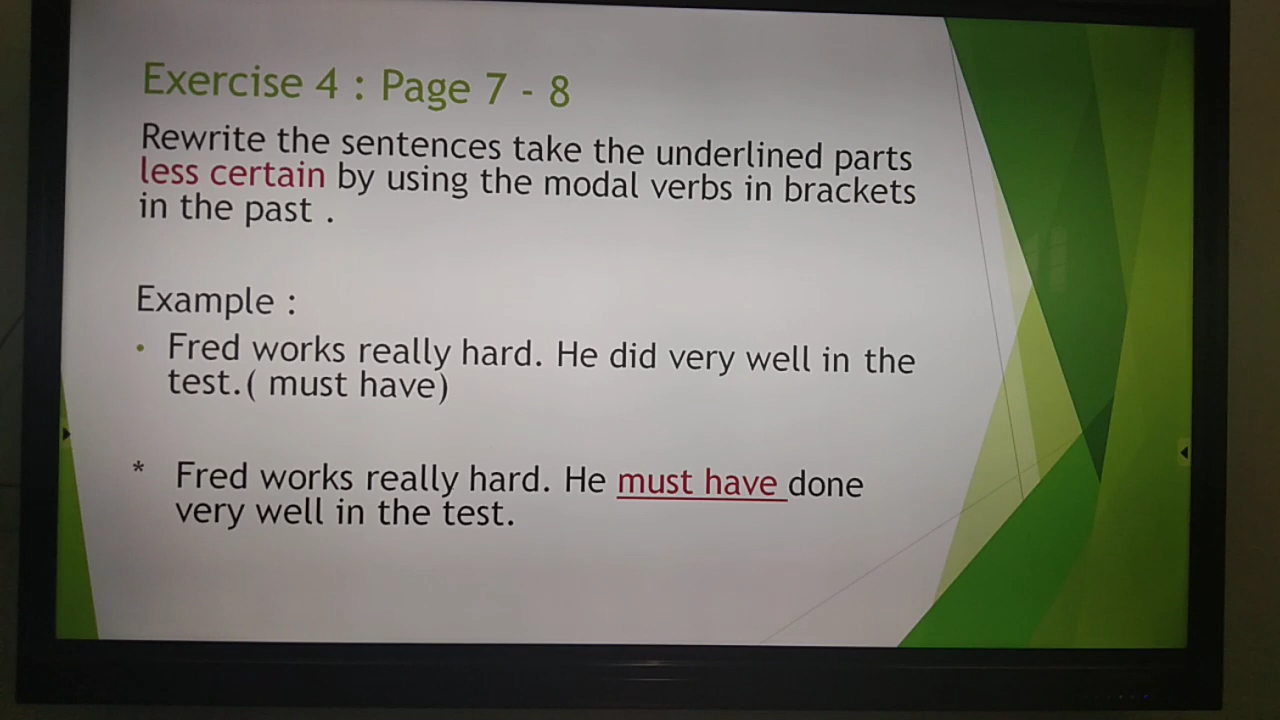 Exercise 4 : Page 7 - 8
Rewrite the sentences take the underlined parts
less certain by using the modal verbs in brackets
in the past .
Example :
• Fred works really hard. He did very well in the
test.( must have)
* Fred works really hard. He must have done
very well in the test.